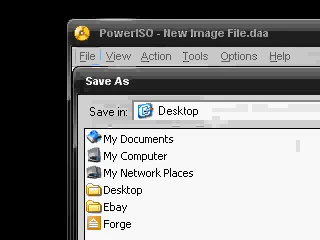 PowerISO - New Image File.daa
File View Action Tools Options Help
Save As
Save in: Desktop
My Documents
My Computer
My Network Places
Desktop
Ebay
Forge